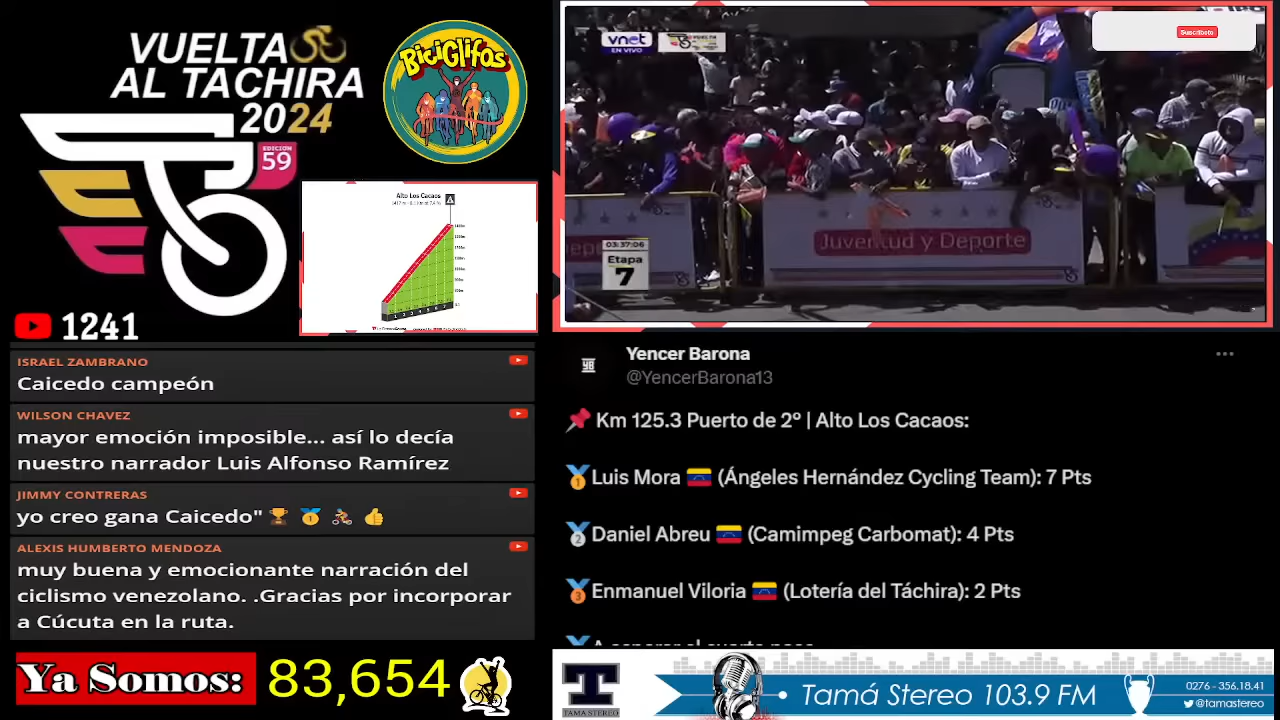 VUELTA
AL TACHIRA
2024
EDICION
59
BiciGlifos
Alto Los Cacaos
1241
ISRAEL ZAMBRANO
Caicedo campeón
WILSON CHAVEZ
mayor emoción imposible... así lo decía
nuestro narrador Luis Alfonso Ramírez
JIMMY CONTRERAS
yo creo gana Caicedo" 🏆 🥇 🚴 👍
ALEXIS HUMBERTO MENDOZA
muy buena y emocionante narración del
ciclimo venezolano. .Gracias por incorporar
a Cúcuta en la ruta.
Ya Somos: 83,654
vnet
EN VIVO
Suscríbete
Juventud y Deporte
03:37:06
Etapa
7
Yencer Barona
@YencerBarona13
📌 Km 125.3 Puerto de 2° | Alto Los Cacaos:
🥇Luis Mora 🇻🇪 (Ángeles Hernández Cycling Team): 7 Pts
🥈Daniel Abreu 🇻🇪 (Camimpeg Carbomat): 4 Pts
🥉Enmanuel Viloria 🇻🇪 (Lotería del Táchira): 2 Pts
TAMA STEREO
Tamá Stereo 103.9 FM
0276 - 356.18.41
@tamastereo